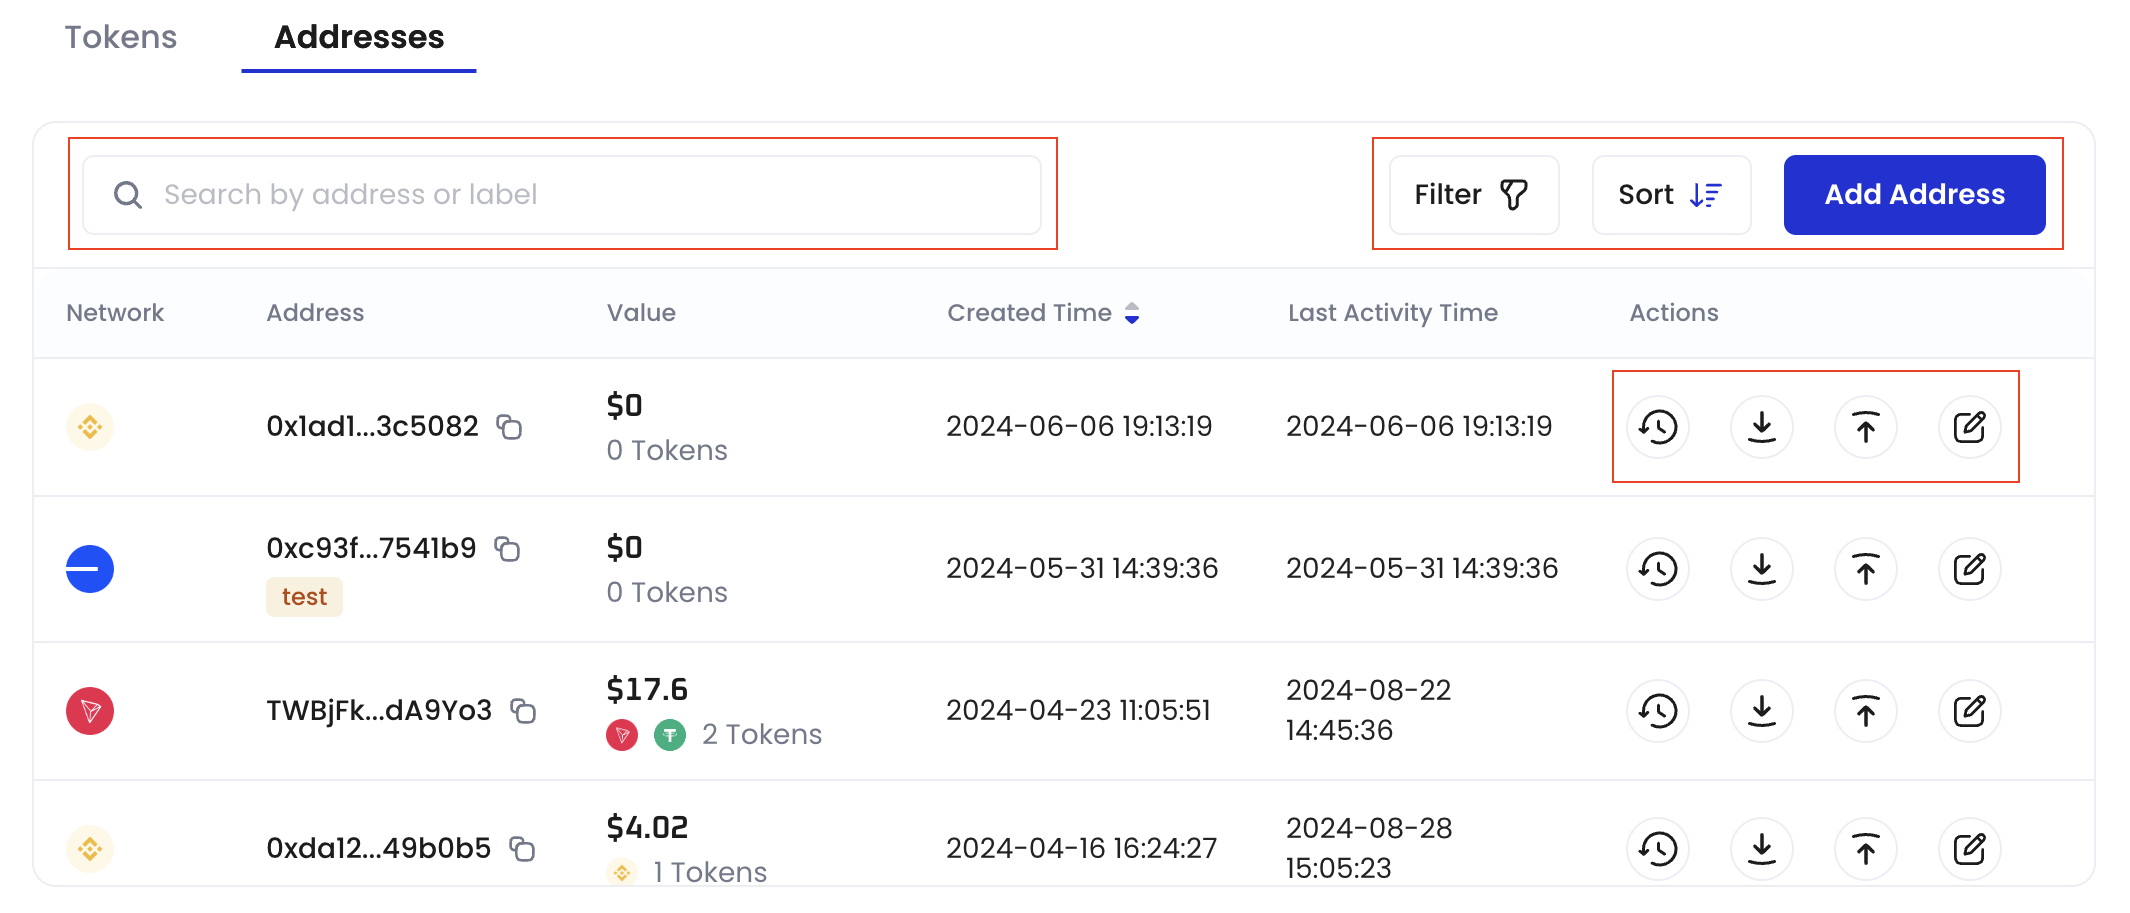 Tokens Addresses
Search by address or label Filter Sort Add Address
Network Address Value Created Time Last Activity Time Actions
0x1ad1...3c5082 $0 2024-06-06 19:13:19 2024-06-06 19:13:19
0 Tokens
0xc93f...7541b9 $0 2024-05-31 14:39:36 2024-05-31 14:39:36
test 0 Tokens
TWBjFk...dA9Yo3 $17.6 2024-04-23 11:05:51 2024-08-22
2 Tokens 14:45:36
0xda12...49b0b5 $4.02 2024-04-16 16:24:27 2024-08-28
1 Tokens 15:05:23